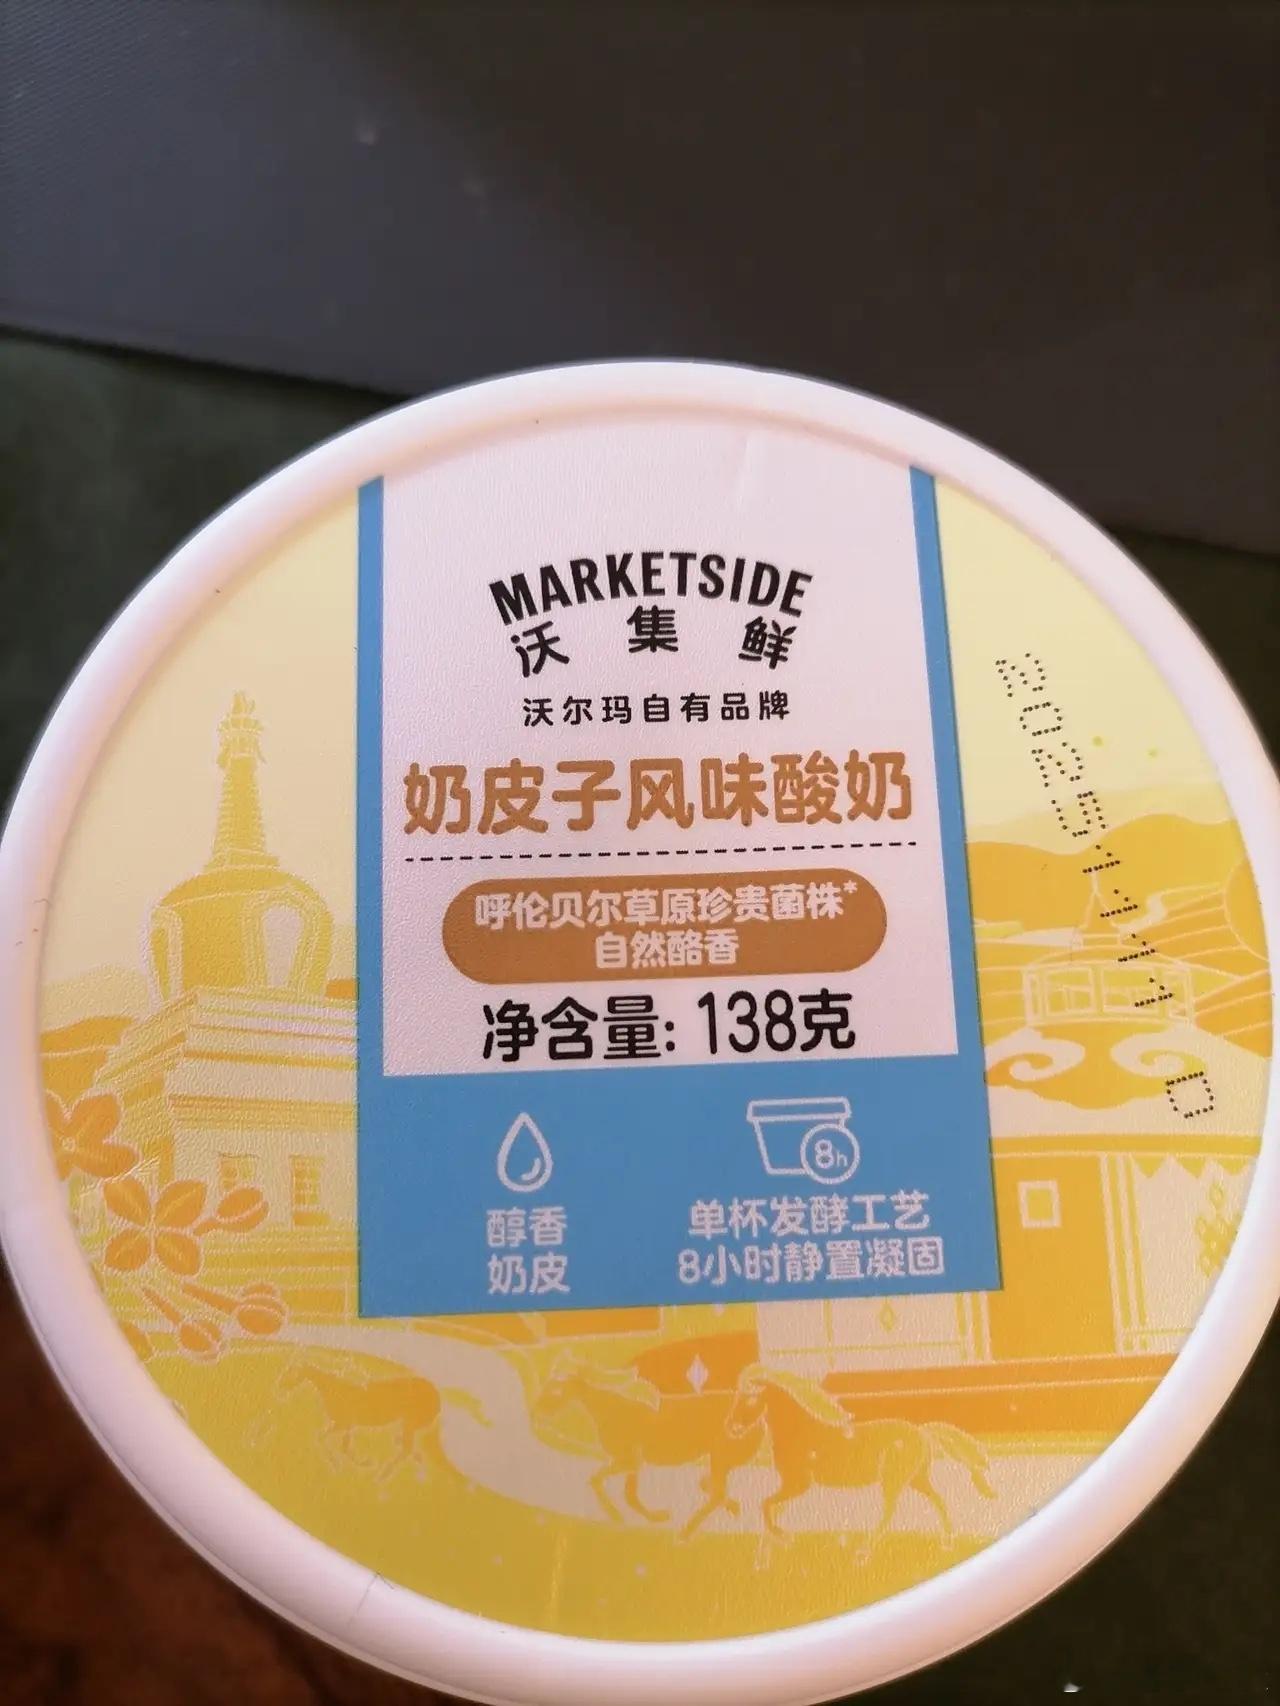 MARKETSIDE
沃集鲜
沃尔玛自有品牌
奶皮子风味酸奶
呼伦贝尔草原珍贵菌株*
自然酪香
净含量: 138克
醇香
奶皮
8h
单杯发酵工艺
8小时静置凝固
20251111 D